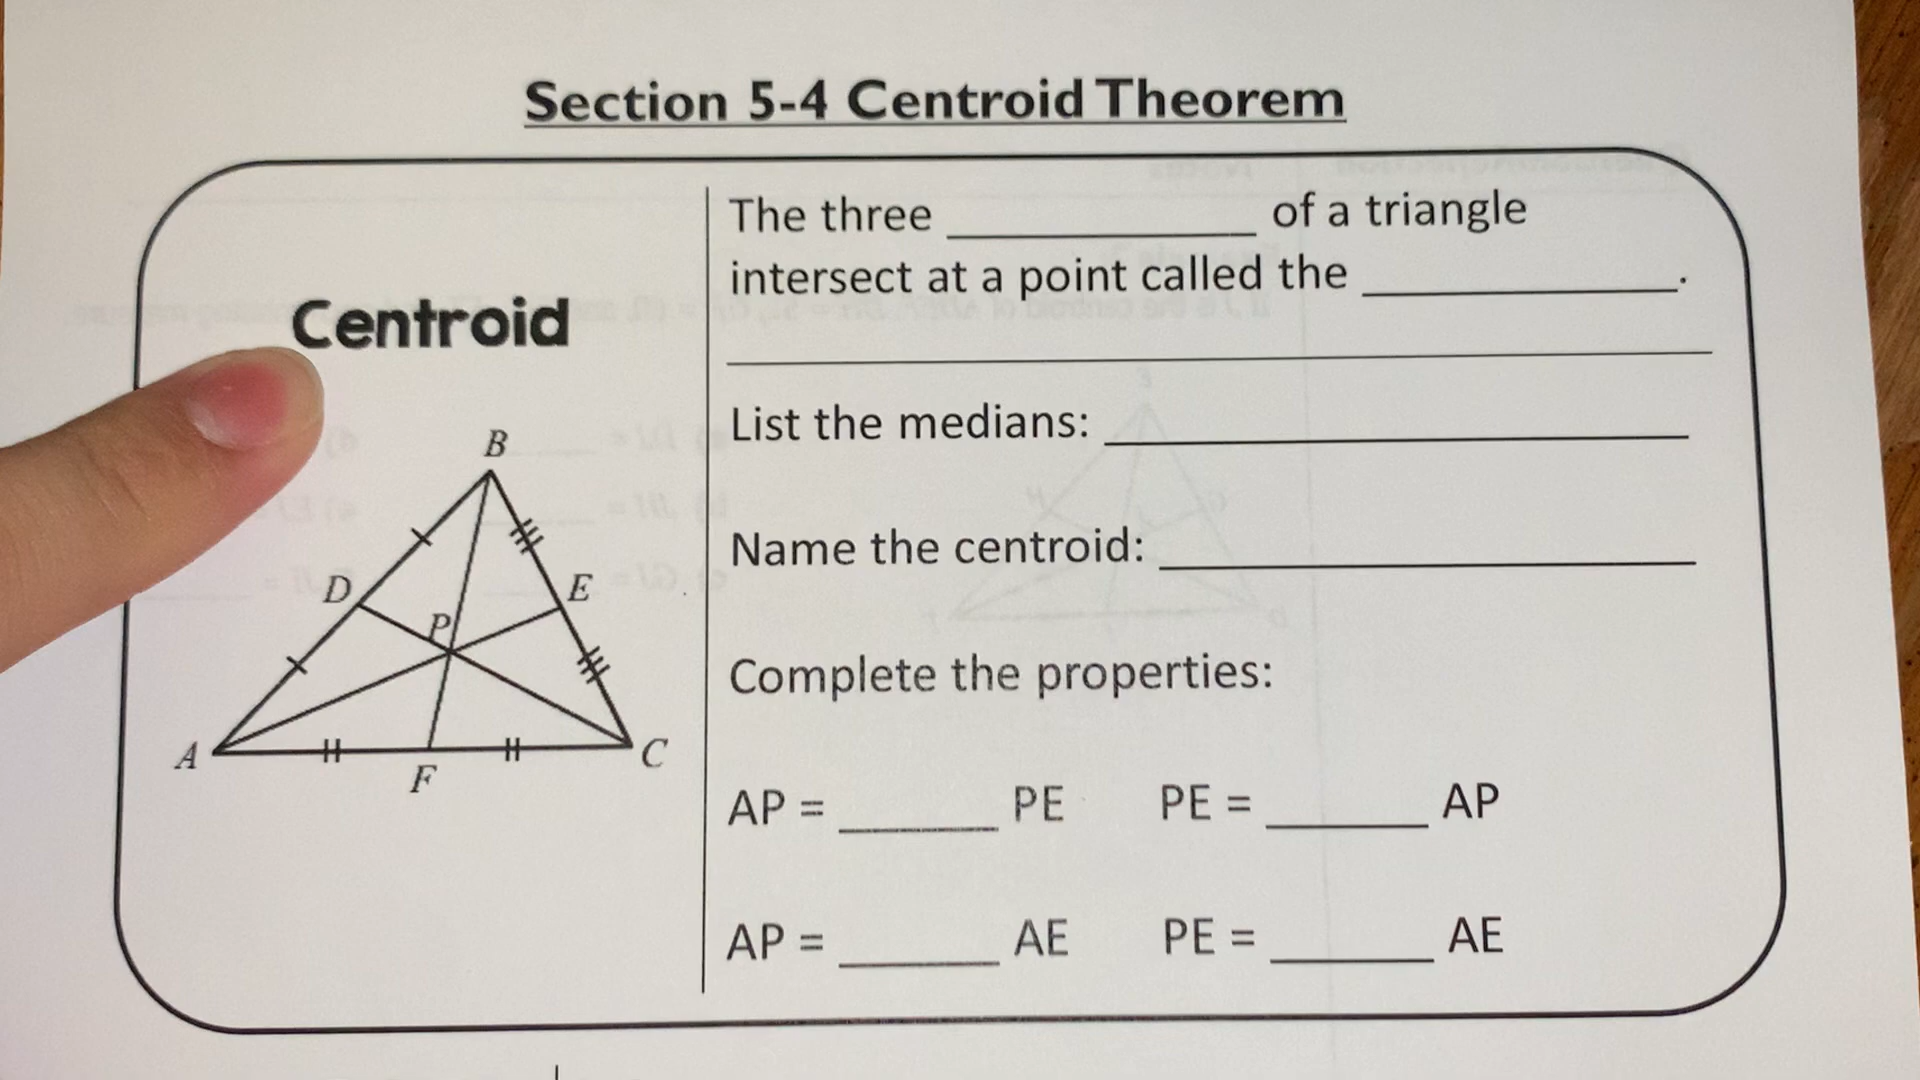 Section 5-4 Centroid Theorem
Centroid
B
D
E
P
A
F
C
The three ____________ of a triangle
intersect at a point called the ____________.
List the medians: ______________________
Name the centroid: ____________________
Complete the properties:
AP = ______ PE PE = ______ AP
AP = ______ AE PE = ______ AE